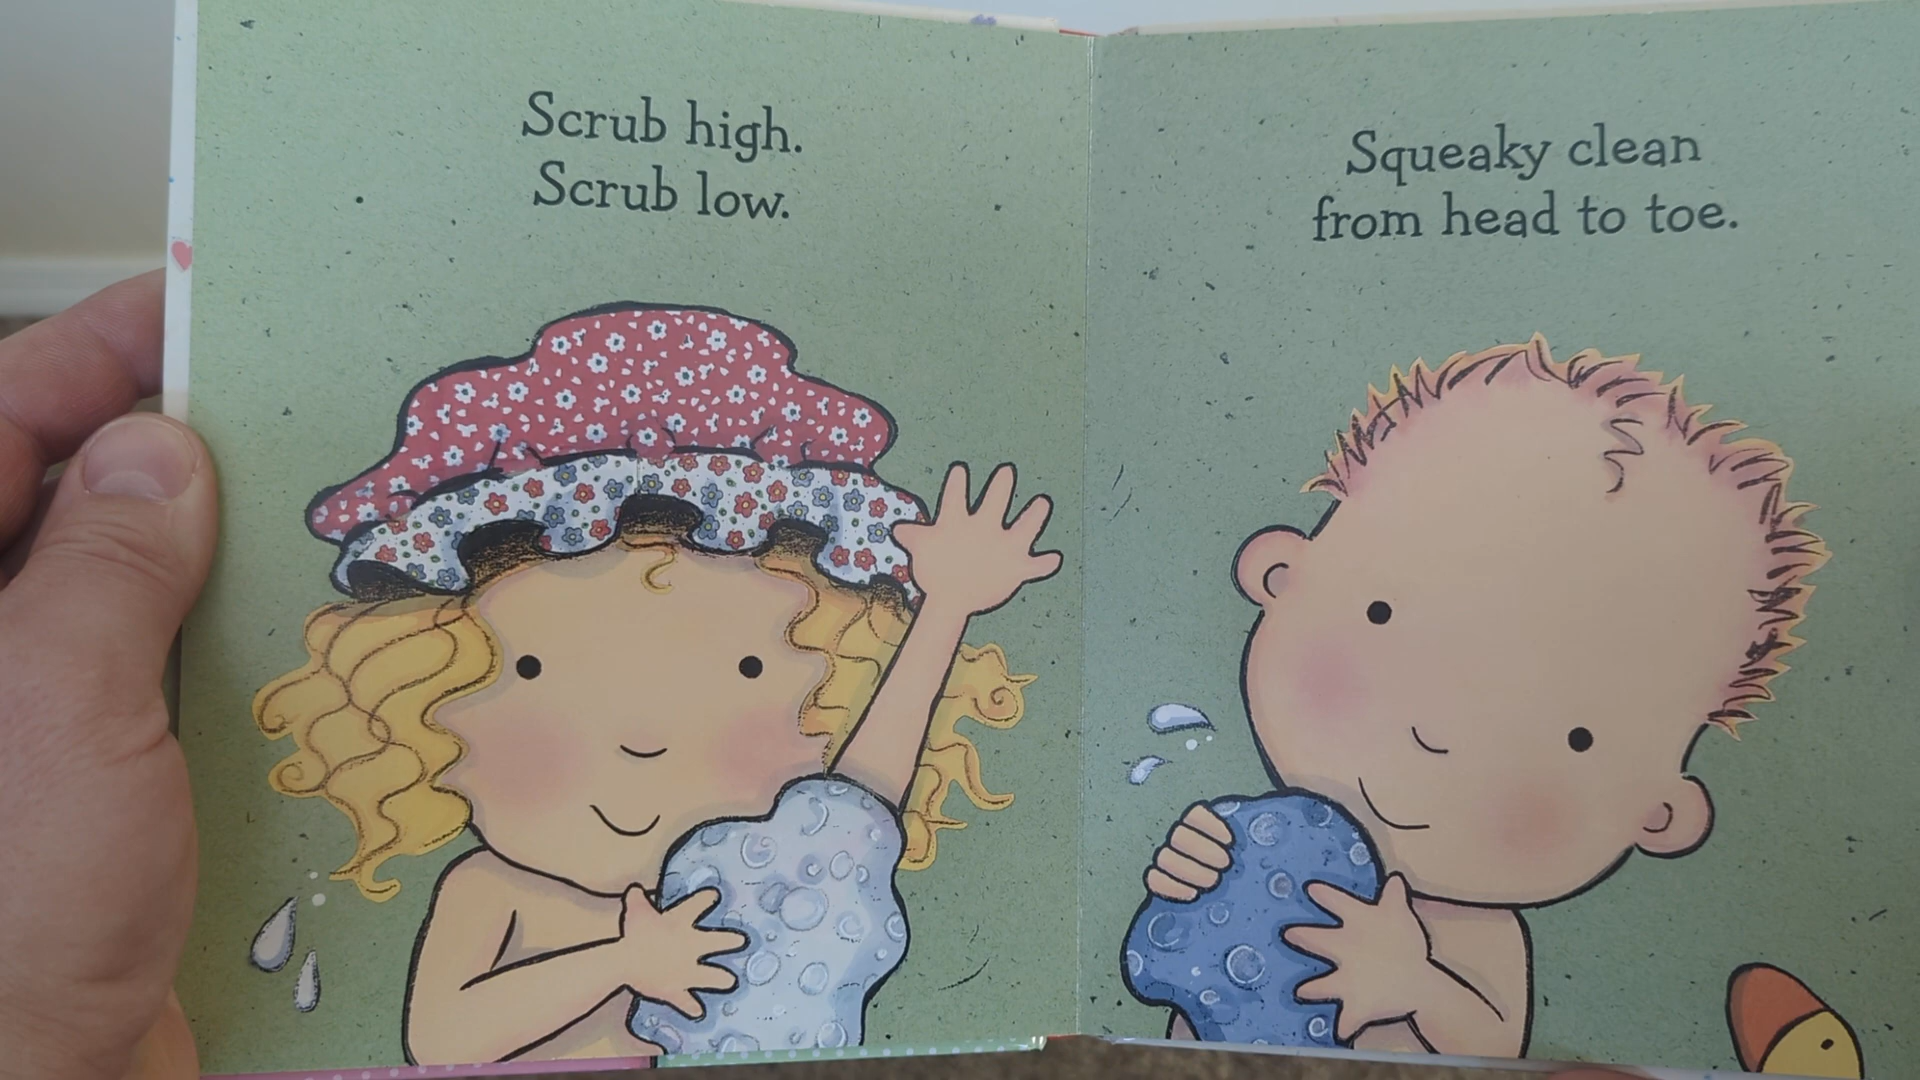 Scrub high.
Scrub low.
Squeaky clean
from head to toe.